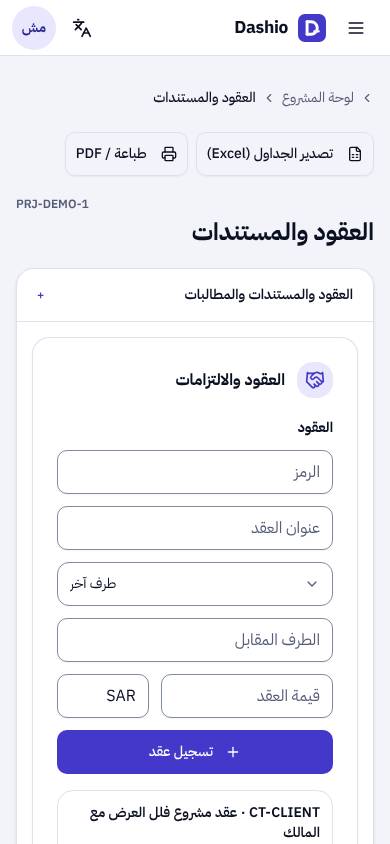 Dashio
مش
لوحة المشروع
العقود والمستندات
تصدير الجداول (Excel)
طباعة / PDF
PRJ-DEMO-1
العقود والمستندات
العقود والمستندات والمطالبات
+
العقود والالتزامات
العقود
الرمز
عنوان العقد
طرف آخر
الطرف المقابل
قيمة العقد
SAR
+ تسجيل عقد
CT-CLIENT · عقد مشروع فلل العرض مع
المالك